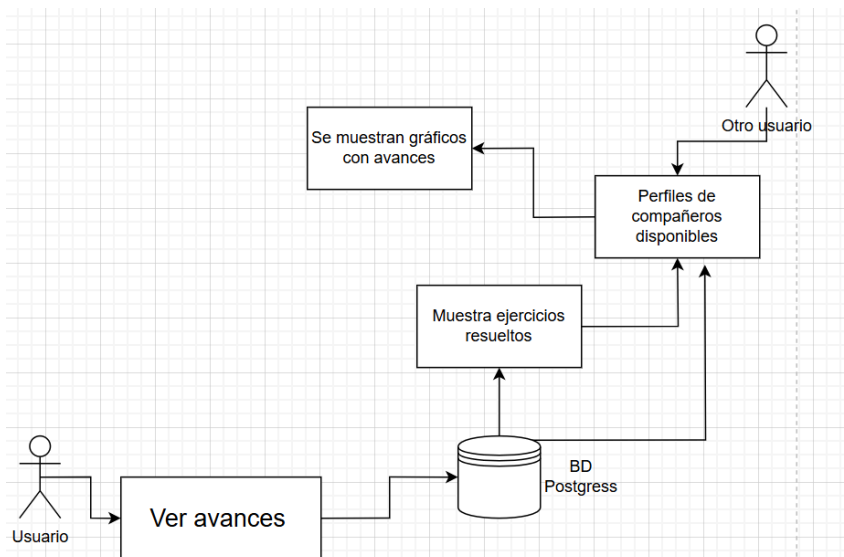 Otro usuario
Se muestran gráficos
con avances
Perfiles de
compañeros
disponibles
Muestra ejercicios
resueltos
BD
Postgress
Ver avances
Usuario